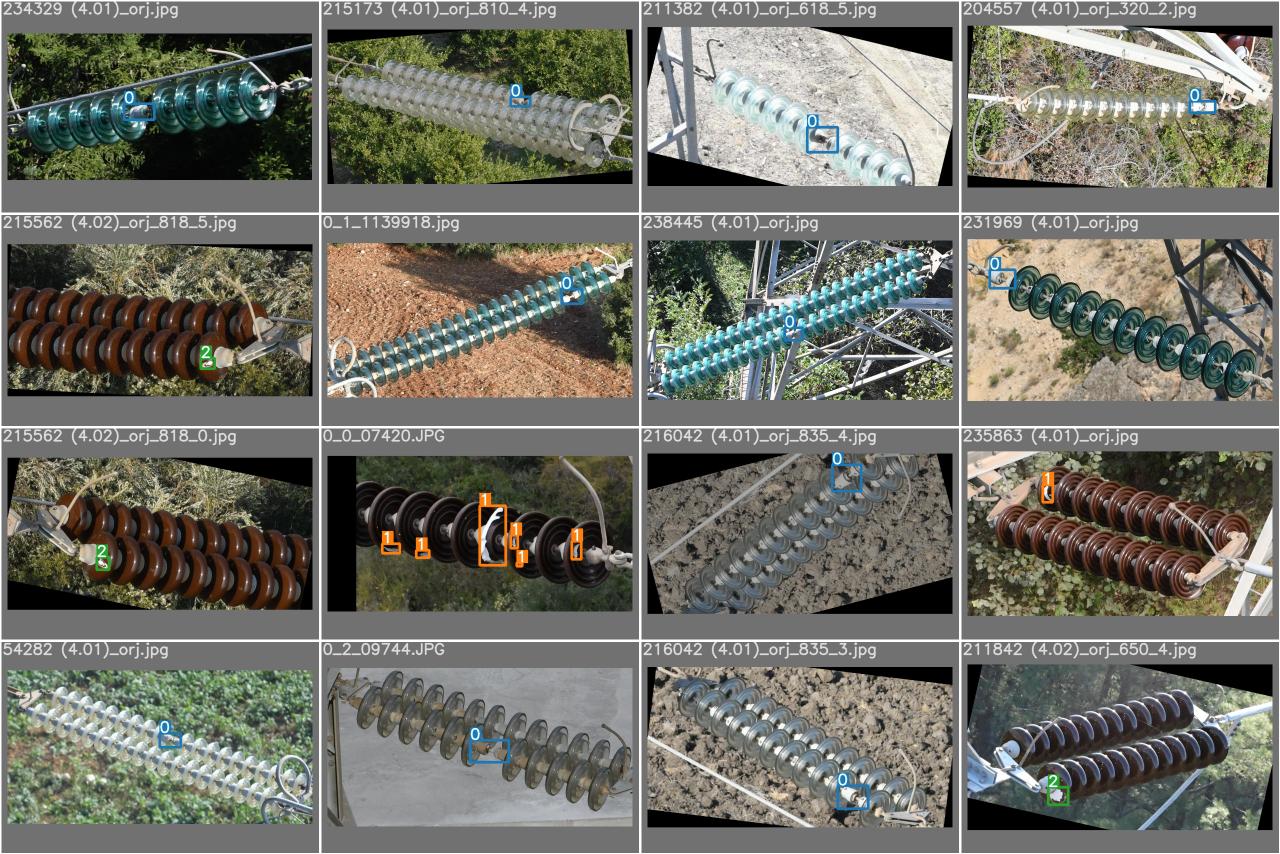 234329 (4.01)_orj.jpg
215173 (4.01)_orj_810_4.jpg
211382 (4.01)_orj_618_5.jpg
204557 (4.01)_orj_320_2.jpg
0
0
0
0
215562 (4.02)_orj_818_5.jpg
0_1_1139918.jpg
238445 (4.01)_orj.jpg
231969 (4.01)_orj.jpg
2
0
0
0
215562 (4.02)_orj_818_0.jpg
0_0_07420.JPG
216042 (4.01)_orj_835_4.jpg
235863 (4.01)_orj.jpg
2
1
1
1
1
1
1
0
1
54282 (4.01)_orj.jpg
0_2_09744.JPG
216042 (4.01)_orj_835_3.jpg
211842 (4.02)_orj_650_4.jpg
0
0
0
2